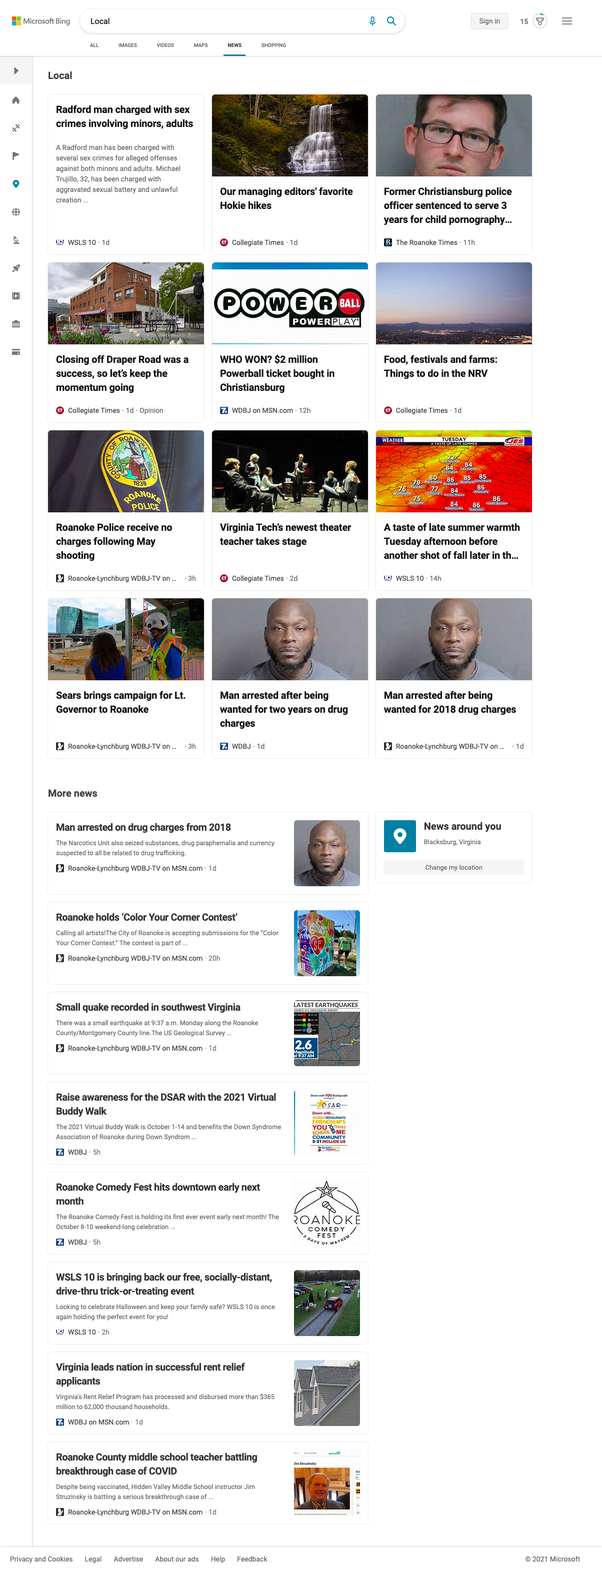 Microsoft Bing
Local
Sign in
15
ALL
IMAGES
VIDEOS
MAPS
NEWS
SHOPPING
Local
Radford man charged with sex
crimes involving minors, adults
A Radford man has been charged with
several sex crimes for alleged offenses
against both minors and adults. Michael
Trujillo, 32, has been charged with
aggravated sexual battery and unlawful
creation ...
WSLS 10 · 1d
Our managing editors' favorite
Hokie hikes
Collegiate Times · 1d
Former Christiansburg police
officer sentenced to serve 3
years for child pornography...
The Roanoke Times · 11h
Closing off Draper Road was a
success, so let's keep the
momentum going
Collegiate Times · 1d · Opinion
POWERBALL
POWERPLAY
WHO WON? $2 million
Powerball ticket bought in
Christiansburg
WDBJ on MSN.com · 12h
Food, festivals and farms:
Things to do in the NRV
Collegiate Times · 1d
ROANOKE
POLICE
Roanoke Police receive no
charges following May
shooting
Roanoke-Lynchburg WDBJ-TV on ... · 3h
Virginia Tech's newest theater
teacher takes stage
Collegiate Times · 2d
WEATHER
TUESDAY
A TASTE OF LATE SUMMER
A taste of late summer warmth
Tuesday afternoon before
another shot of fall later in th...
WSLS 10 · 14h
Sears brings campaign for Lt.
Governor to Roanoke
Roanoke-Lynchburg WDBJ-TV on ... · 3h
Man arrested after being
wanted for two years on drug
charges
WDBJ · 1d
Man arrested after being
wanted for 2018 drug charges
Roanoke-Lynchburg WDBJ-TV on ... · 1d
More news
Man arrested on drug charges from 2018
The Narcotics Unit also seized substances, drug paraphernalia and currency
suspected to all be related to drug trafficking.
Roanoke-Lynchburg WDBJ-TV on MSN.com · 1d
News around you
Blacksburg, Virginia
Change my location
Roanoke holds 'Color Your Corner Contest'
Calling all artists!The City of Roanoke is accepting submissions for the "Color
Your Corner Contest." The contest is part of ...
Roanoke-Lynchburg WDBJ-TV on MSN.com · 20h
Small quake recorded in southwest Virginia
There was a small earthquake at 9:37 a.m. Monday along the Roanoke
County/Montgomery County line.The US Geological Survey ...
Roanoke-Lynchburg WDBJ-TV on MSN.com · 1d
LATEST EARTHQUAKES
2.6
Magnitude
at 9:37 AM
Raise awareness for the DSAR with the 2021 Virtual
Buddy Walk
The 2021 Virtual Buddy Walk is October 1-14 and benefits the Down Syndrome
Association of Roanoke during Down Syndrom ...
WDBJ · 5h
DSAR
Roanoke Comedy Fest hits downtown early next
month
The Roanoke Comedy Fest is holding its first ever event early next month! The
October 8-10 weekend-long celebration ...
WDBJ · 5h
ROANOKE
COMEDY
FEST
3 DAYS OF MAYHEM
WSLS 10 is bringing back our free, socially-distant,
drive-thru trick-or-treating event
Looking to celebrate Halloween and keep your family safe? WSLS 10 is once
again holding the perfect event for you!
WSLS 10 · 2h
Virginia leads nation in successful rent relief
applicants
Virginia's Rent Relief Program has processed and disbursed more than $365
million to 62,000 thousand households.
WDBJ on MSN.com · 1d
Roanoke County middle school teacher battling
breakthrough case of COVID
Despite being vaccinated, Hidden Valley Middle School instructor Jim
Struzinsky is battling a serious breakthrough case of ...
Roanoke-Lynchburg WDBJ-TV on MSN.com · 1d
Jim Struzinsky
Privacy and Cookies
Legal
Advertise
About our ads
Help
Feedback
© 2021 Microsoft